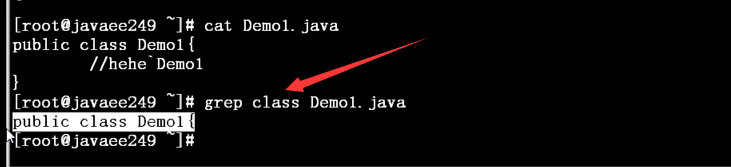 [root@javaee249 ~]# cat Demo1.java
public class Demo1{
//hehe`Demo1
}
[root@javaee249 ~]# grep class Demo1.java
public class Demo1{
[root@javaee249 ~]#